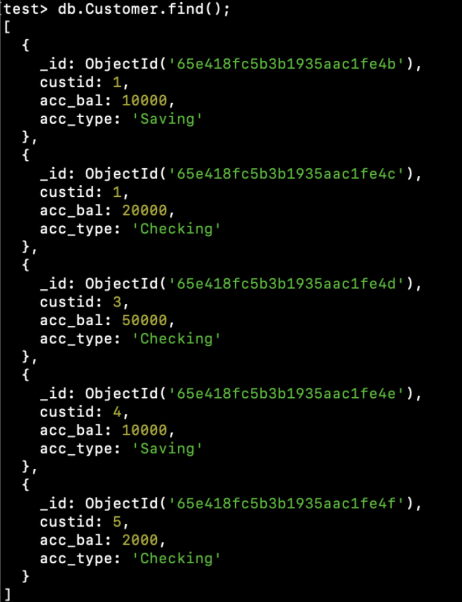 test> db.Customer.find();
[
  {
    _id: ObjectId('65e418fc5b3b1935aac1fe4b'),
    custid: 1,
    acc_bal: 10000,
    acc_type: 'Saving'
  },
  {
    _id: ObjectId('65e418fc5b3b1935aac1fe4c'),
    custid: 1,
    acc_bal: 20000,
    acc_type: 'Checking'
  },
  {
    _id: ObjectId('65e418fc5b3b1935aac1fe4d'),
    custid: 3,
    acc_bal: 50000,
    acc_type: 'Checking'
  },
  {
    _id: ObjectId('65e418fc5b3b1935aac1fe4e'),
    custid: 4,
    acc_bal: 10000,
    acc_type: 'Saving'
  },
  {
    _id: ObjectId('65e418fc5b3b1935aac1fe4f'),
    custid: 5,
    acc_bal: 2000,
    acc_type: 'Checking'
  }
]